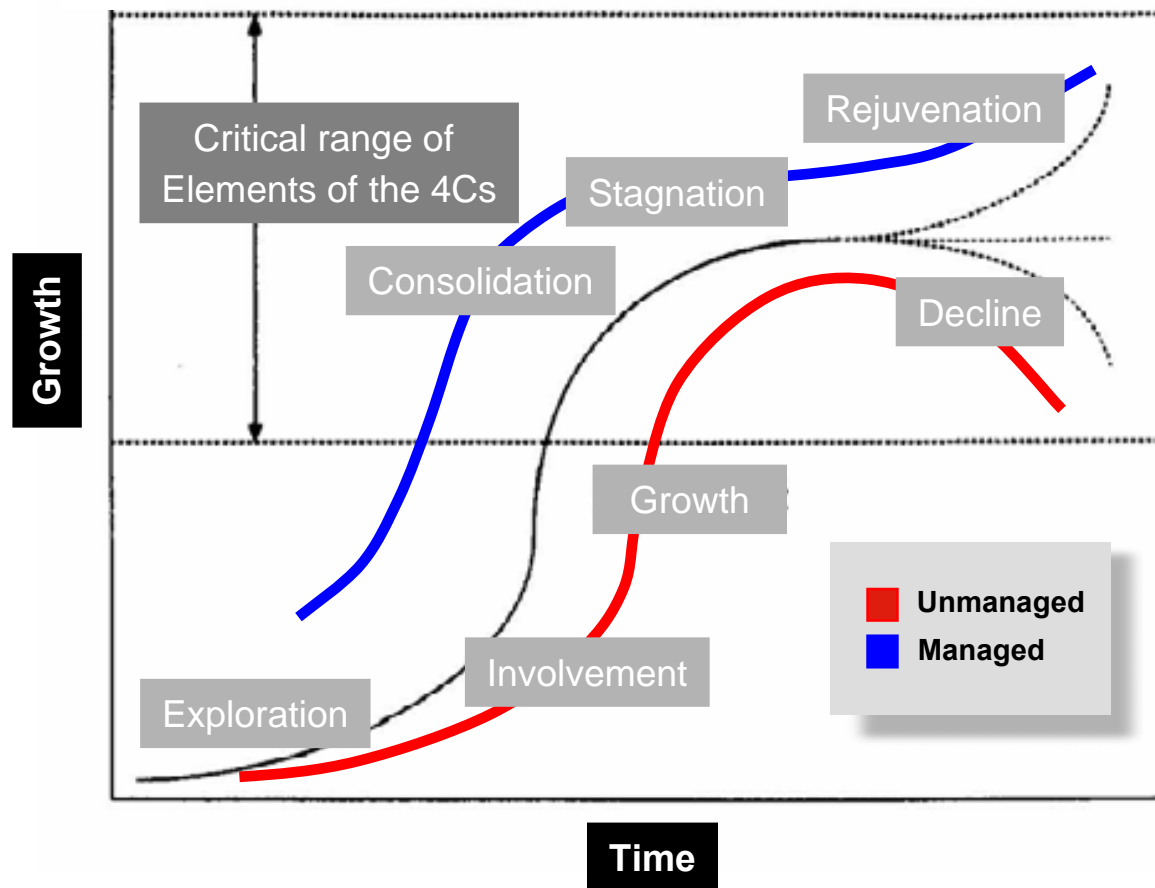 Rejuvenation
Critical range of
Elements of the 4Cs
Stagnation
Consolidation
Decline
Growth
Growth
Unmanaged
Managed
Involvement
Exploration
Time